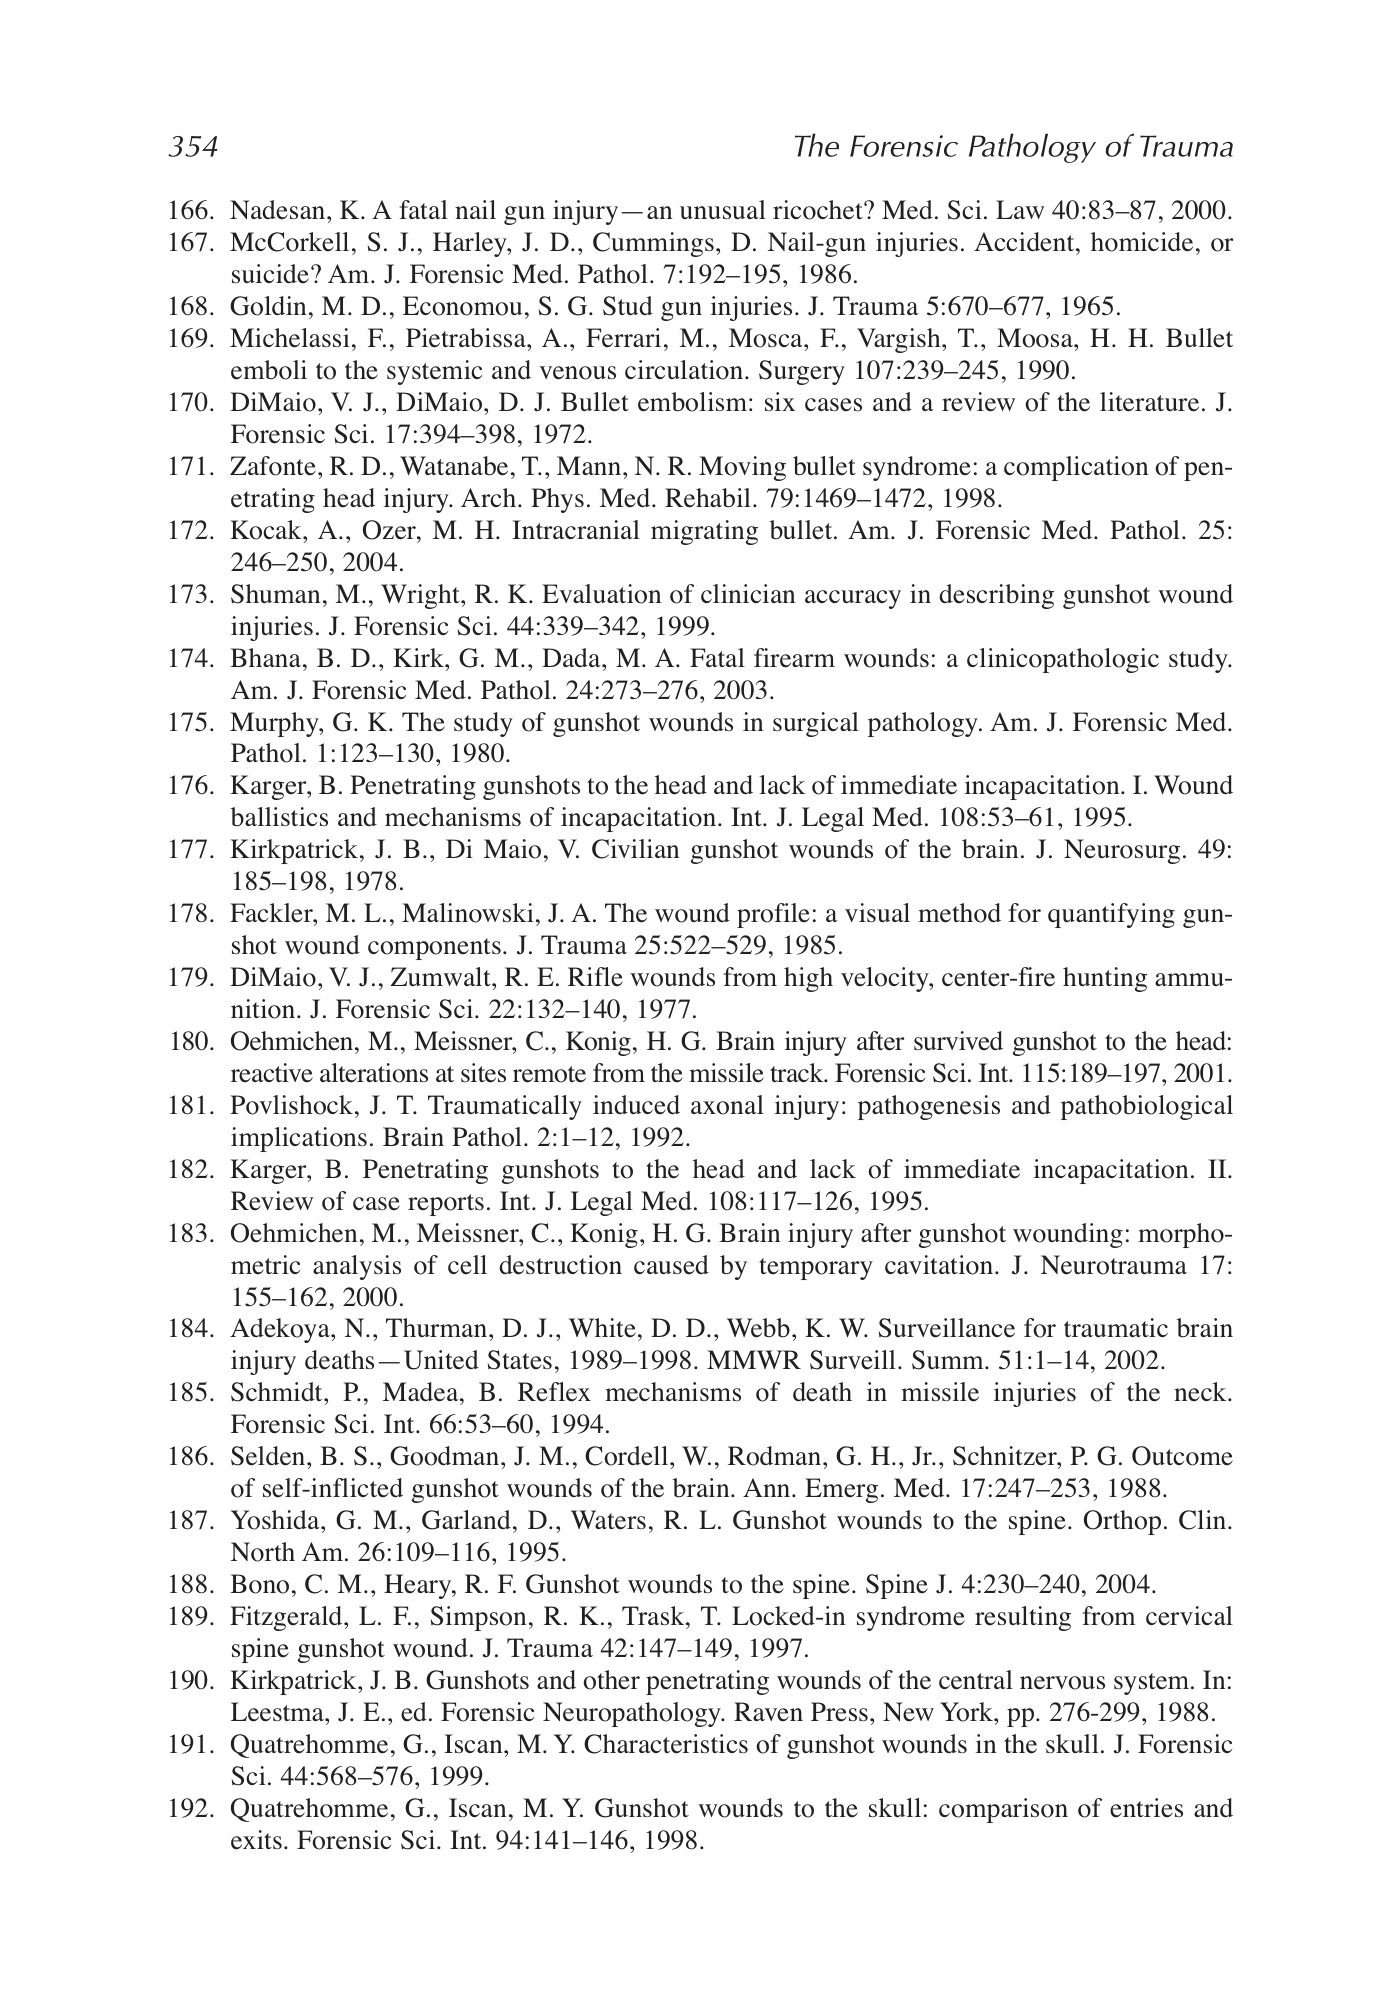 354 The Forensic Pathology of Trauma
166. Nadesan, K. A fatal nail gun injury—an unusual ricochet? Med. Sci. Law 40:83–87, 2000.
167. McCorkell, S. J., Harley, J. D., Cummings, D. Nail-gun injuries. Accident, homicide, or
suicide? Am. J. Forensic Med. Pathol. 7:192–195, 1986.
168. Goldin, M. D., Economou, S. G. Stud gun injuries. J. Trauma 5:670–677, 1965.
169. Michelassi, F., Pietrabissa, A., Ferrari, M., Mosca, F., Vargish, T., Moosa, H. H. Bullet
emboli to the systemic and venous circulation. Surgery 107:239–245, 1990.
170. DiMaio, V. J., DiMaio, D. J. Bullet embolism: six cases and a review of the literature. J.
Forensic Sci. 17:394–398, 1972.
171. Zafonte, R. D., Watanabe, T., Mann, N. R. Moving bullet syndrome: a complication of pen-
etrating head injury. Arch. Phys. Med. Rehabil. 79:1469–1472, 1998.
172. Kocak, A., Ozer, M. H. Intracranial migrating bullet. Am. J. Forensic Med. Pathol. 25:
246–250, 2004.
173. Shuman, M., Wright, R. K. Evaluation of clinician accuracy in describing gunshot wound
injuries. J. Forensic Sci. 44:339–342, 1999.
174. Bhana, B. D., Kirk, G. M., Dada, M. A. Fatal firearm wounds: a clinicopathologic study.
Am. J. Forensic Med. Pathol. 24:273–276, 2003.
175. Murphy, G. K. The study of gunshot wounds in surgical pathology. Am. J. Forensic Med.
Pathol. 1:123–130, 1980.
176. Karger, B. Penetrating gunshots to the head and lack of immediate incapacitation. I. Wound
ballistics and mechanisms of incapacitation. Int. J. Legal Med. 108:53–61, 1995.
177. Kirkpatrick, J. B., Di Maio, V. Civilian gunshot wounds of the brain. J. Neurosurg. 49:
185–198, 1978.
178. Fackler, M. L., Malinowski, J. A. The wound profile: a visual method for quantifying gun-
shot wound components. J. Trauma 25:522–529, 1985.
179. DiMaio, V. J., Zumwalt, R. E. Rifle wounds from high velocity, center-fire hunting ammu-
nition. J. Forensic Sci. 22:132–140, 1977.
180. Oehmichen, M., Meissner, C., Konig, H. G. Brain injury after survived gunshot to the head:
reactive alterations at sites remote from the missile track. Forensic Sci. Int. 115:189–197, 2001.
181. Povlishock, J. T. Traumatically induced axonal injury: pathogenesis and pathobiological
implications. Brain Pathol. 2:1–12, 1992.
182. Karger, B. Penetrating gunshots to the head and lack of immediate incapacitation. II.
Review of case reports. Int. J. Legal Med. 108:117–126, 1995.
183. Oehmichen, M., Meissner, C., Konig, H. G. Brain injury after gunshot wounding: morpho-
metric analysis of cell destruction caused by temporary cavitation. J. Neurotrauma 17:
155–162, 2000.
184. Adekoya, N., Thurman, D. J., White, D. D., Webb, K. W. Surveillance for traumatic brain
injury deaths—United States, 1989–1998. MMWR Surveill. Summ. 51:1–14, 2002.
185. Schmidt, P., Madea, B. Reflex mechanisms of death in missile injuries of the neck.
Forensic Sci. Int. 66:53–60, 1994.
186. Selden, B. S., Goodman, J. M., Cordell, W., Rodman, G. H., Jr., Schnitzer, P. G. Outcome
of self-inflicted gunshot wounds of the brain. Ann. Emerg. Med. 17:247–253, 1988.
187. Yoshida, G. M., Garland, D., Waters, R. L. Gunshot wounds to the spine. Orthop. Clin.
North Am. 26:109–116, 1995.
188. Bono, C. M., Heary, R. F. Gunshot wounds to the spine. Spine J. 4:230–240, 2004.
189. Fitzgerald, L. F., Simpson, R. K., Trask, T. Locked-in syndrome resulting from cervical
spine gunshot wound. J. Trauma 42:147–149, 1997.
190. Kirkpatrick, J. B. Gunshots and other penetrating wounds of the central nervous system. In:
Leestma, J. E., ed. Forensic Neuropathology. Raven Press, New York, pp. 276-299, 1988.
191. Quatrehomme, G., Iscan, M. Y. Characteristics of gunshot wounds in the skull. J. Forensic
Sci. 44:568–576, 1999.
192. Quatrehomme, G., Iscan, M. Y. Gunshot wounds to the skull: comparison of entries and
exits. Forensic Sci. Int. 94:141–146, 1998.